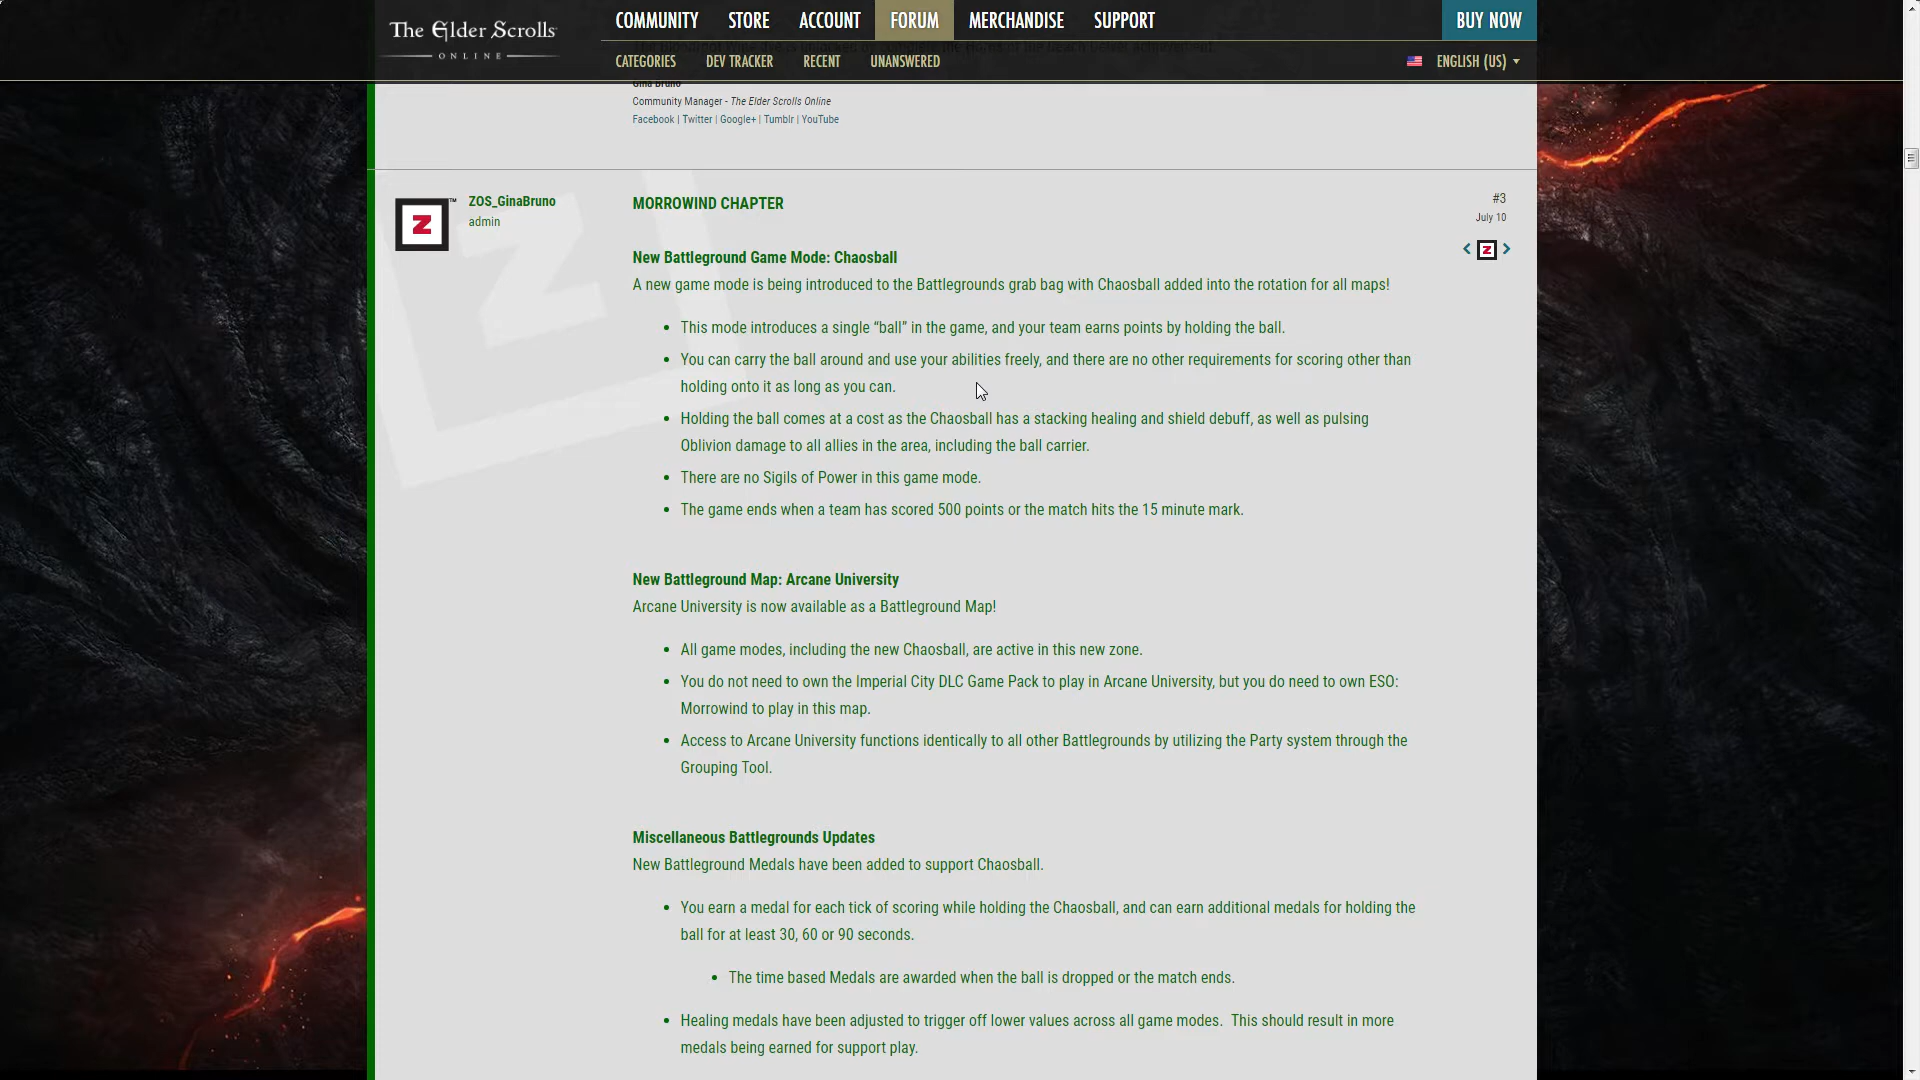 The Elder Scrolls
ONLINE
COMMUNITY STORE ACCOUNT FORUM MERCHANDISE SUPPORT BUY NOW
CATEGORIES DEV TRACKER RECENT UNANSWERED ENGLISH (US)
Gina Bruno
Community Manager - The Elder Scrolls Online
Facebook | Twitter | Google+ | Tumblr | YouTube
ZOS_GinaBruno
admin
#3
July 10
MORROWIND CHAPTER
New Battleground Game Mode: Chaosball
A new game mode is being introduced to the Battlegrounds grab bag with Chaosball added into the rotation for all maps!
• This mode introduces a single “ball” in the game, and your team earns points by holding the ball.
• You can carry the ball around and use your abilities freely, and there are no other requirements for scoring other than
holding onto it as long as you can.
• Holding the ball comes at a cost as the Chaosball has a stacking healing and shield debuff, as well as pulsing
Oblivion damage to all allies in the area, including the ball carrier.
• There are no Sigils of Power in this game mode.
• The game ends when a team has scored 500 points or the match hits the 15 minute mark.
New Battleground Map: Arcane University
Arcane University is now available as a Battleground Map!
• All game modes, including the new Chaosball, are active in this new zone.
• You do not need to own the Imperial City DLC Game Pack to play in Arcane University, but you do need to own ESO:
Morrowind to play in this map.
• Access to Arcane University functions identically to all other Battlegrounds by utilizing the Party system through the
Grouping Tool.
Miscellaneous Battlegrounds Updates
New Battleground Medals have been added to support Chaosball.
• You earn a medal for each tick of scoring while holding the Chaosball, and can earn additional medals for holding the
ball for at least 30, 60 or 90 seconds.
• The time based Medals are awarded when the ball is dropped or the match ends.
• Healing medals have been adjusted to trigger off lower values across all game modes. This should result in more
medals being earned for support play.